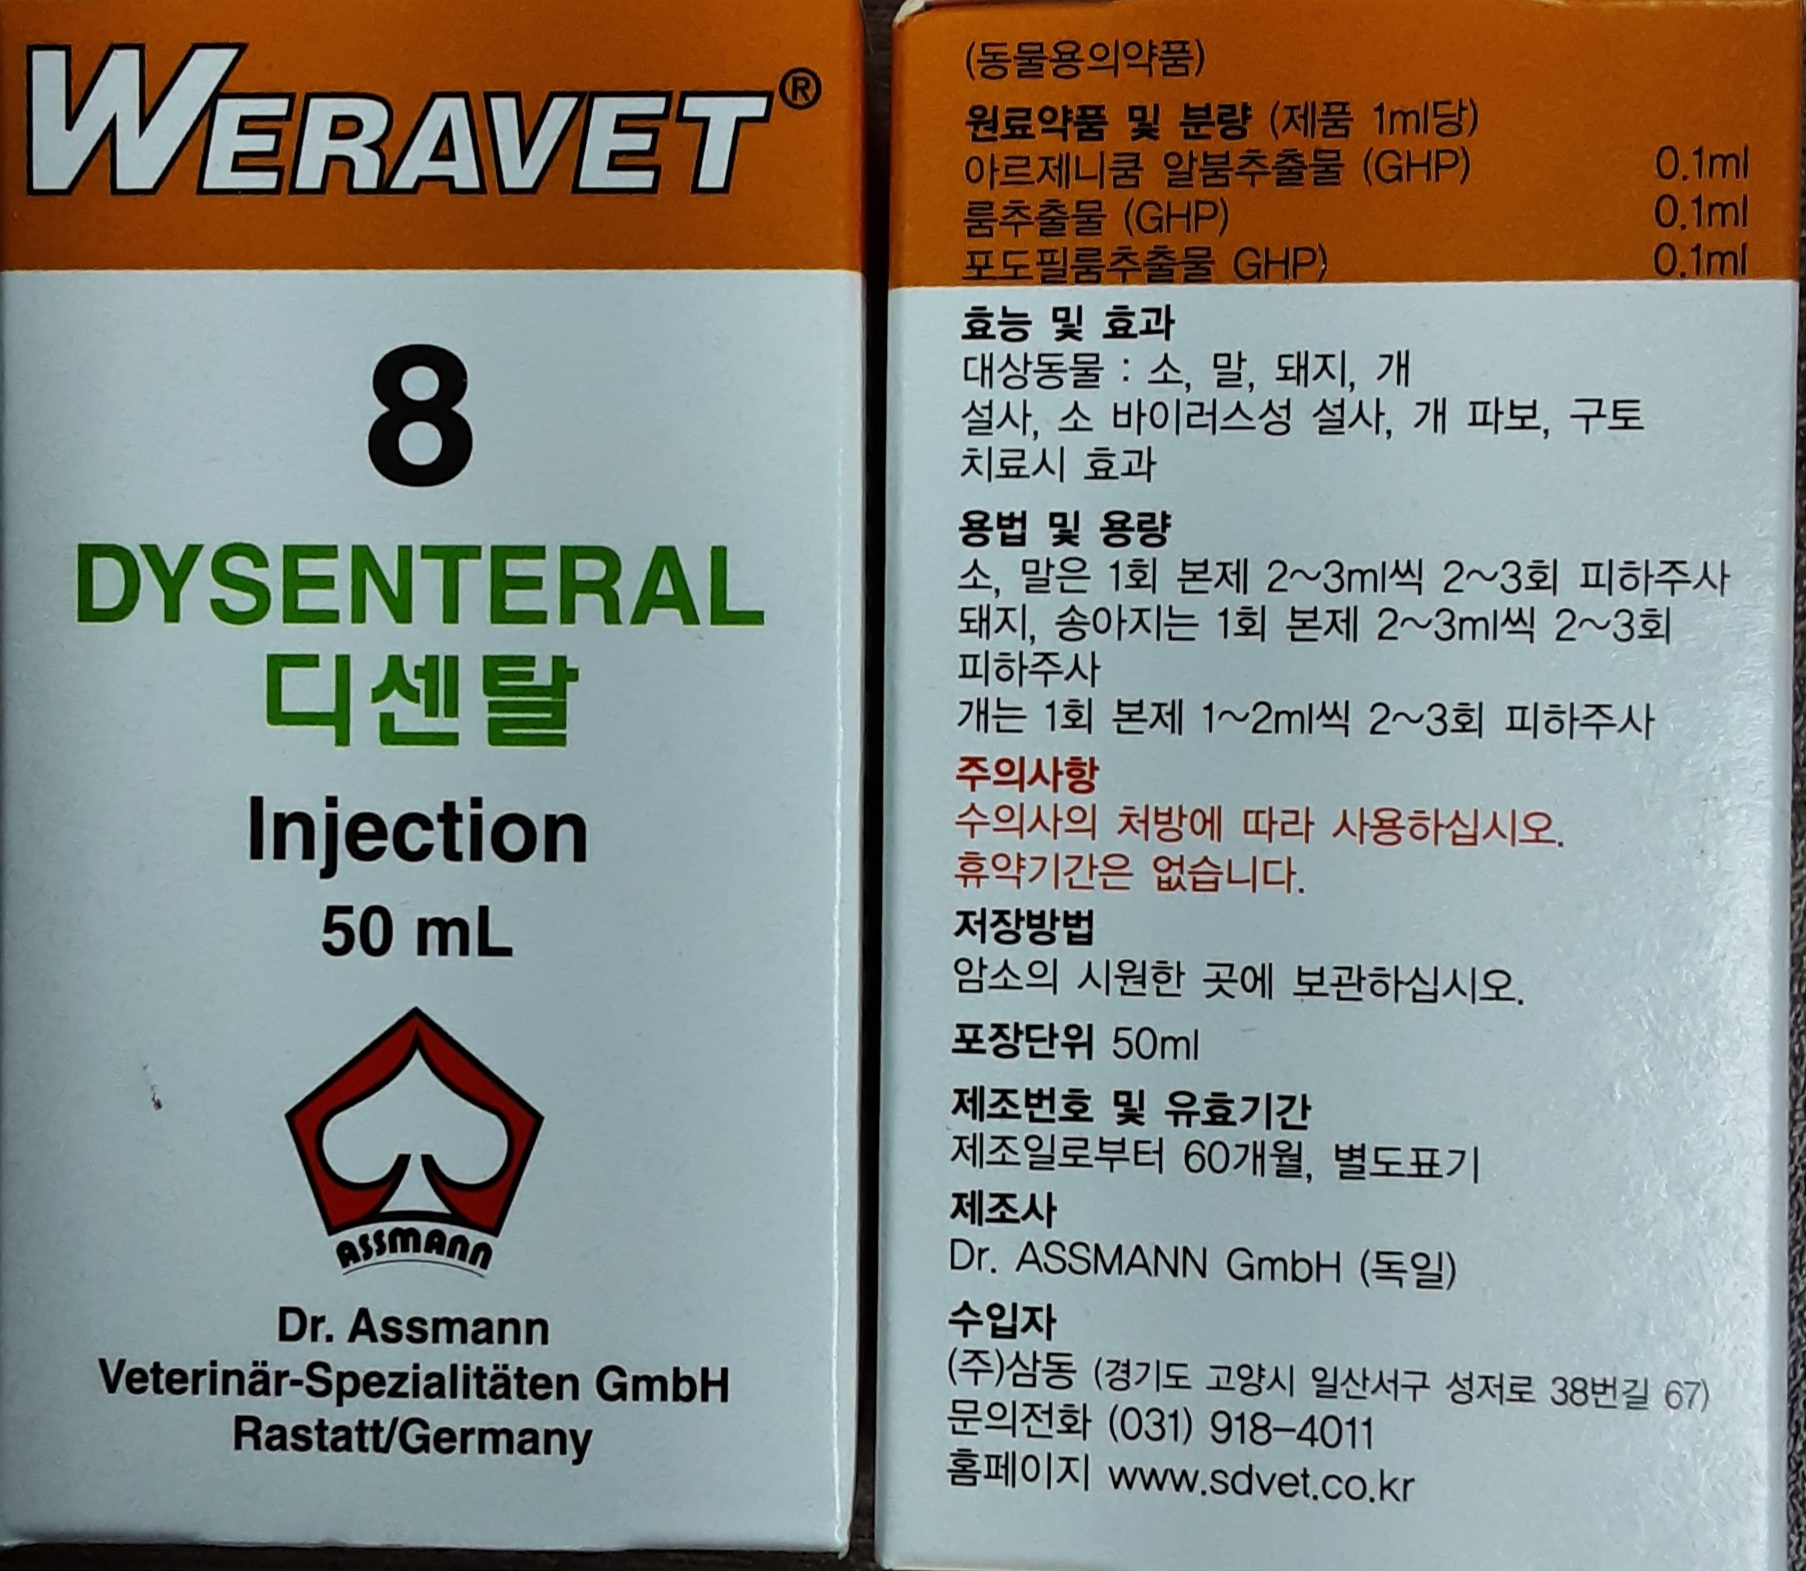 WERAVET®
8
DYSENTERAL
디센탈
Injection
50 mL
ASSMANN
Dr. Assmann
Veterinär-Spezialitäten GmbH
Rastatt/Germany
(동물용의약품)
원료약품 및 분량 (제품 1ml당)
아르제니쿰 알붐추출물 (GHP) 0.1ml
룸추출물 (GHP) 0.1ml
포도필룸추출물 GHP) 0.1ml
효능 및 효과
대상동물 : 소, 말, 돼지, 개
설사, 소 바이러스성 설사, 개 파보, 구토
치료시 효과
용법 및 용량
소, 말은 1회 본제 2~3ml씩 2~3회 피하주사
돼지, 송아지는 1회 본제 2~3ml씩 2~3회
피하주사
개는 1회 본제 1~2ml씩 2~3회 피하주사
주의사항
수의사의 처방에 따라 사용하십시오.
휴약기간은 없습니다.
저장방법
암소의 시원한 곳에 보관하십시오.
포장단위 50ml
제조번호 및 유효기간
제조일로부터 60개월, 별도표기
제조사
Dr. ASSMANN GmbH (독일)
수입자
(주)삼동 (경기도 고양시 일산서구 성저로 38번길 67)
문의전화 (031) 918-4011
홈페이지 www.sdvet.co.kr